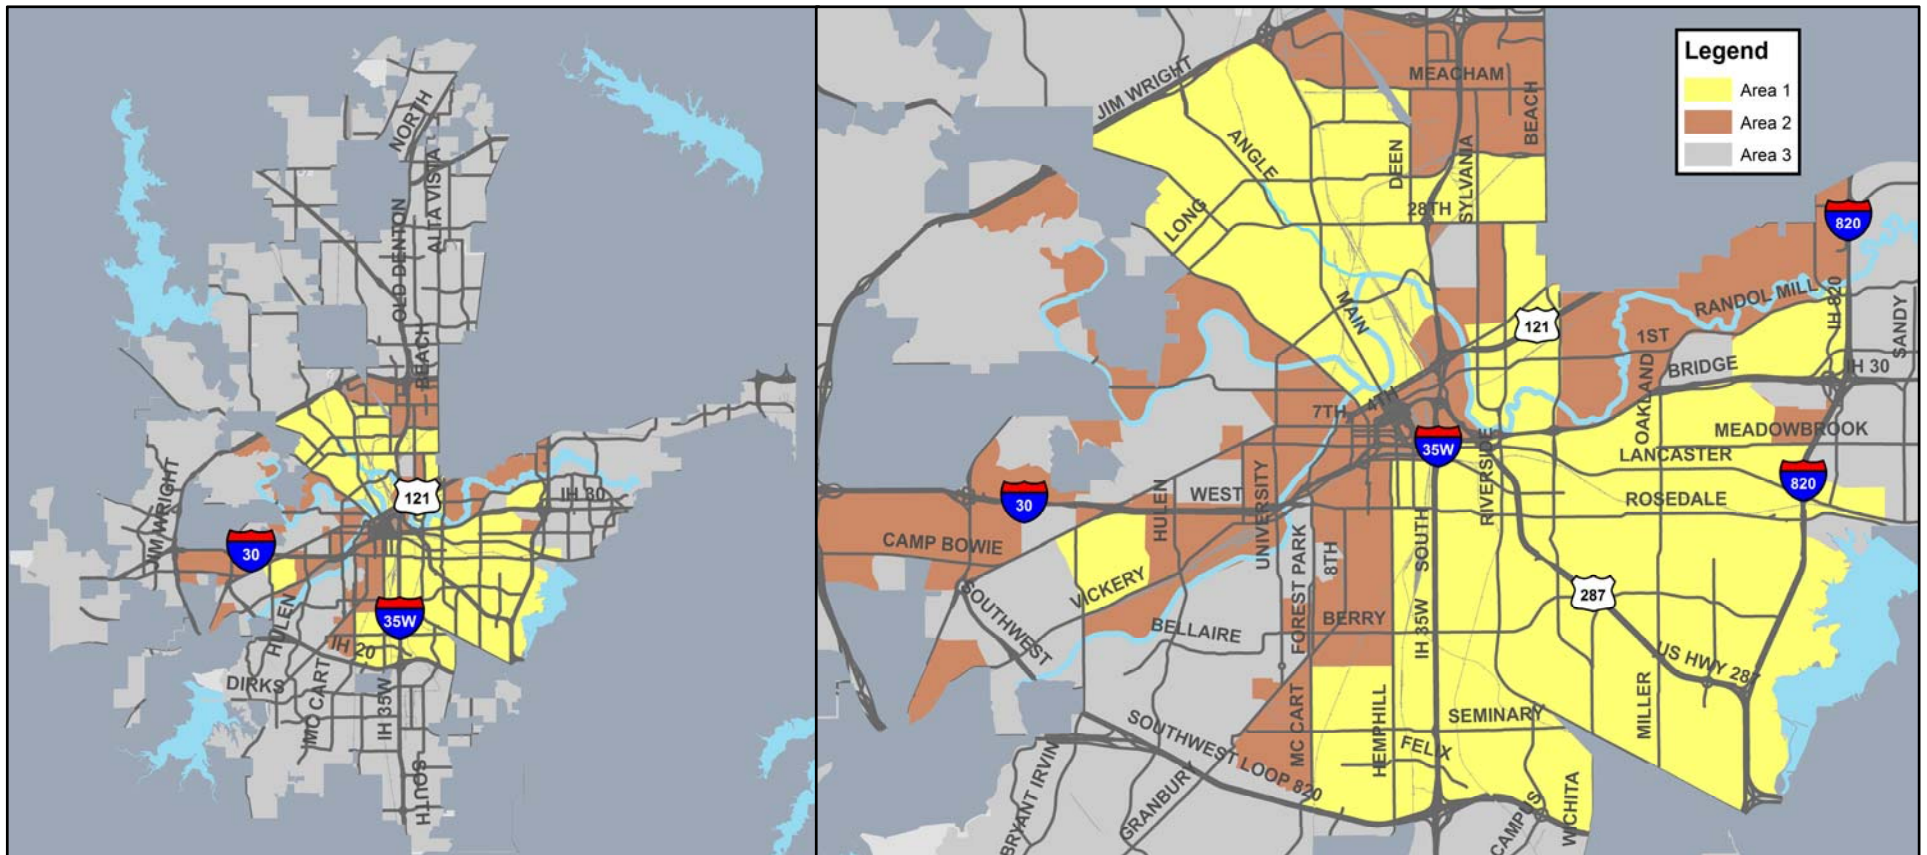 NORTH
ALTA VISTA
OLD DENTON
BEACH
JIM WRIGHT
121
IH 30
30
35W
HULEN
IH 20
DIRKS
MC CART
IH 35W
SOUTH
Legend
Area 1
Area 2
Area 3
JIM WRIGHT
MEACHAM
BEACH
ANGLE
DEEN
SYLVANIA
LONG
28TH
820
MAIN
121
RANDOL MILL
IH 820
SANDY
1ST
BRIDGE
IH 30
OAKLAND
7TH
4TH
35W
RIVERSIDE
MEADOWBROOK
LANCASTER
820
ROSEDALE
30
WEST
HULEN
UNIVERSITY
CAMP BOWIE
SOUTH
FOREST PARK
8TH
VICKERY
SOUTHWEST
BELLAIRE
BERRY
IH 35W
287
US HWY 287
MILLER
MC CART
HEMPHILL
SEMINARY
FELIX
SOUTHWEST LOOP 820
BRYANT IRVIN
GRANBURY
CAMPUS
WICHITA